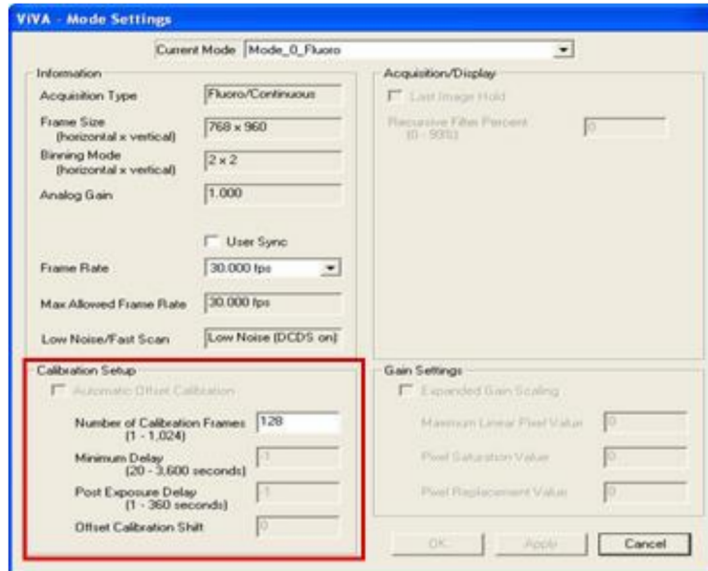 ViVA - Mode Settings
Current Mode Mode_0_Fluoro
Information
Acquisition Type Fluoro/Continuous
Frame Size 768 x 960
(horizontal x vertical)
Binning Mode 2 x 2
(horizontal x vertical)
Analog Gain 1.000
User Sync
Frame Rate 30.000 fps
Max Allowed Frame Rate 30.000 fps
Low Noise/Fast Scan Low Noise (DCDS on)
Acquisition/Display
Last Image Hold
Recursive Filter Percent 0
(0 - 99%)
Calibration Setup
Automatic Offset Calibration
Number of Calibration Frames 128
(1 - 1,024)
Minimum Delay -1
(20 - 3,600 seconds)
Post Exposure Delay -1
(1 - 360 seconds)
Offset Calibration Shift 0
Gain Settings
Expanded Gain Scaling
Maximum Linear Pixel Value 0
Pixel Saturation Value 0
Pixel Replacement Value 0
OK Apply Cancel